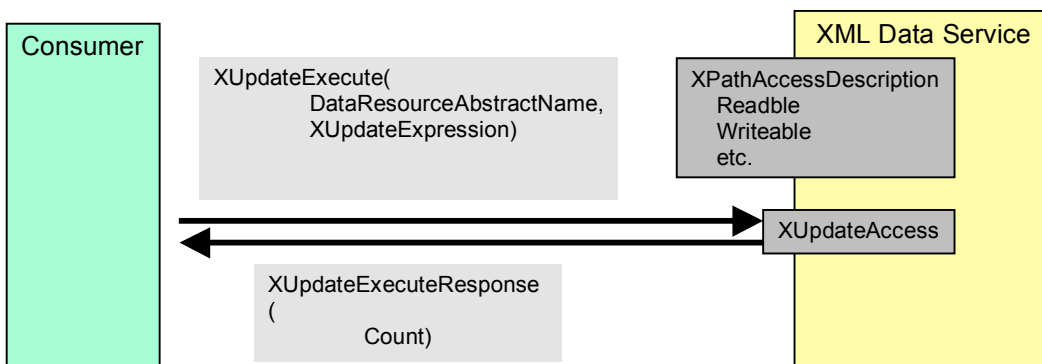 Consumer
XUpdateExecute(
DataResourceAbstractName,
XUpdateExpression)
XML Data Service
XPathAccessDescription
Readble
Writeable
etc.
XUpdateAccess
XUpdateExecuteResponse
(
Count)